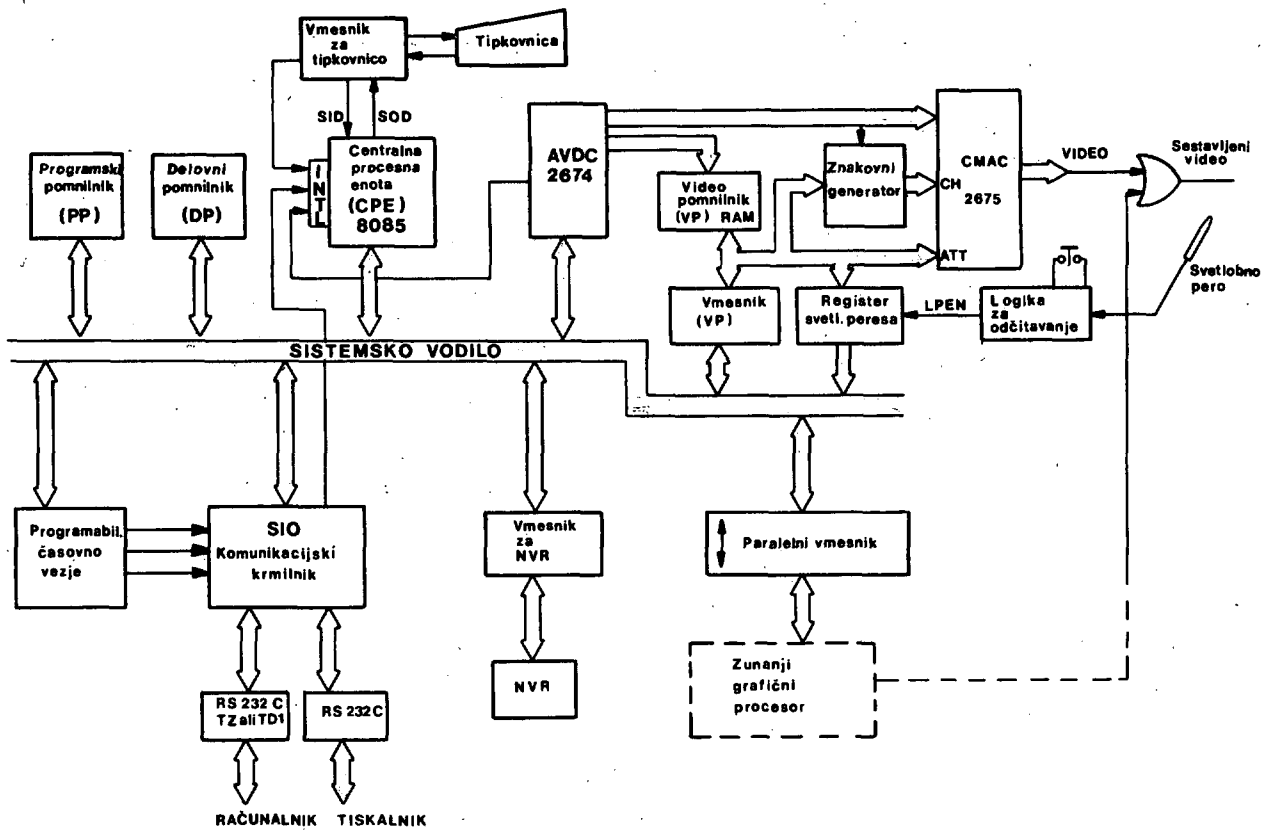 Vmesnik
za
tipkovnico
Tipkovnica
SID
SOD
Programski
pomnilnik
(PP)
Delovni
pomnilnik
(DP)
INT
Centralna
procesna
enota
(CPE)
8085
AVDC
2674
Video
pomnilnik
(VP) RAM
Znakovni
generator
CH
CMAC
2675
ATT
VIDEO
Sestavljeni
video
Svetlobno
pero
Vmesnik
(VP)
Register
svetl. peresa
LPEN
Logika
za
odčitavanje
SISTEMSKO VODILO
Programabil.
časovno
vezje
SIO
Komunikacijski
krmilnik
Vmesnik
za
NVR
Paralelni vmesnik
NVR
Zunanji
grafični
procesor
RS 232 C
TZ ali TD1
RS 232C
RAČUNALNIK
TISKALNIK